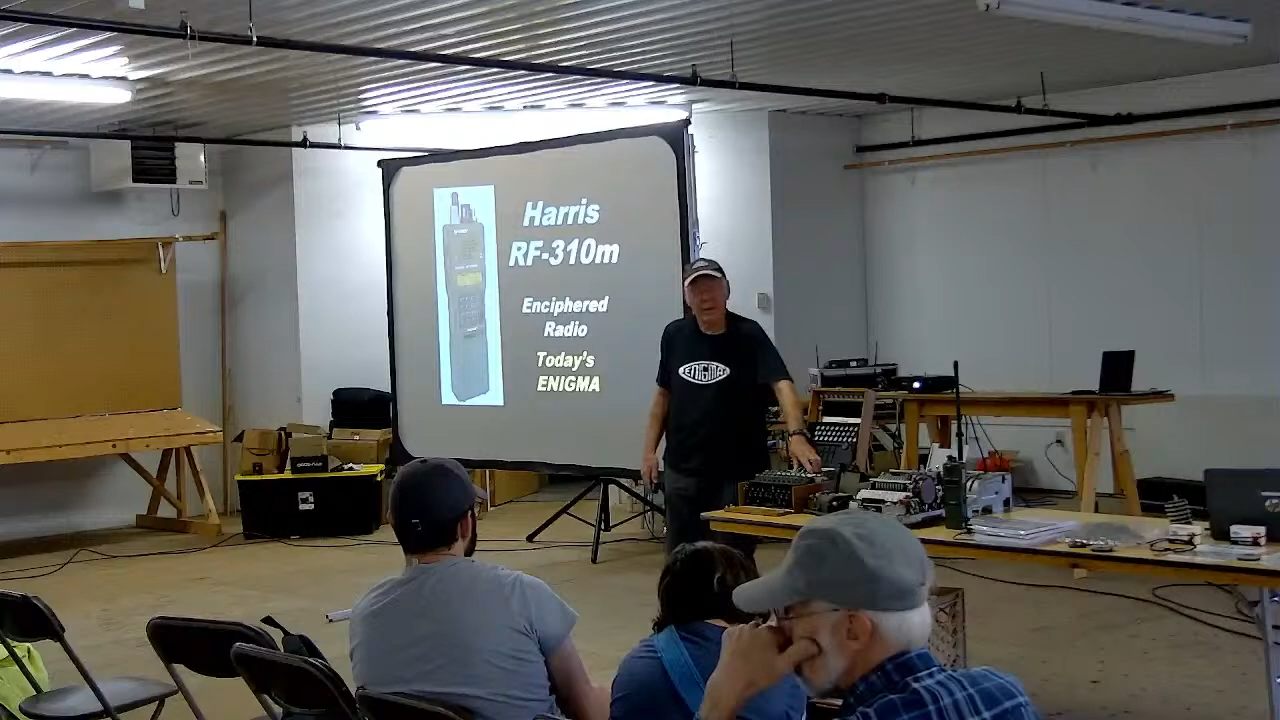 Harris
RF-310m
Enciphered
Radio
Today's
ENIGMA
ENIGMA